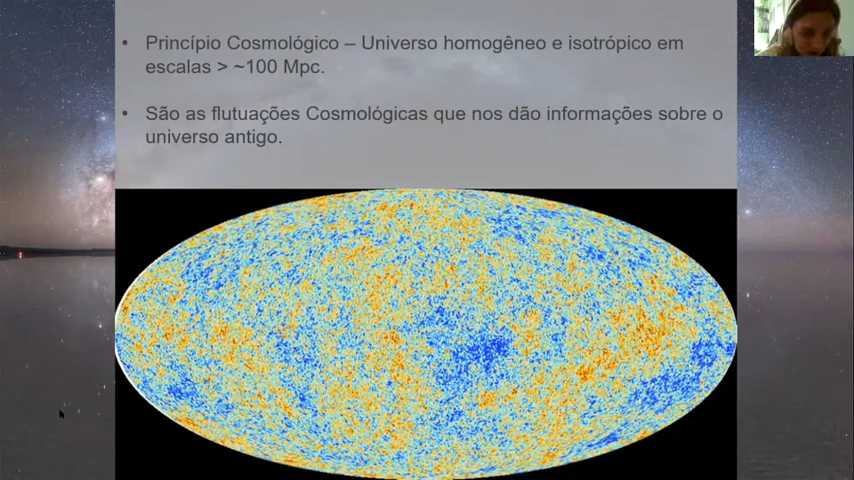 • Princípio Cosmológico – Universo homogêneo e isotrópico em
escalas > ~100 Mpc.
• São as flutuações Cosmológicas que nos dão informações sobre o
universo antigo.